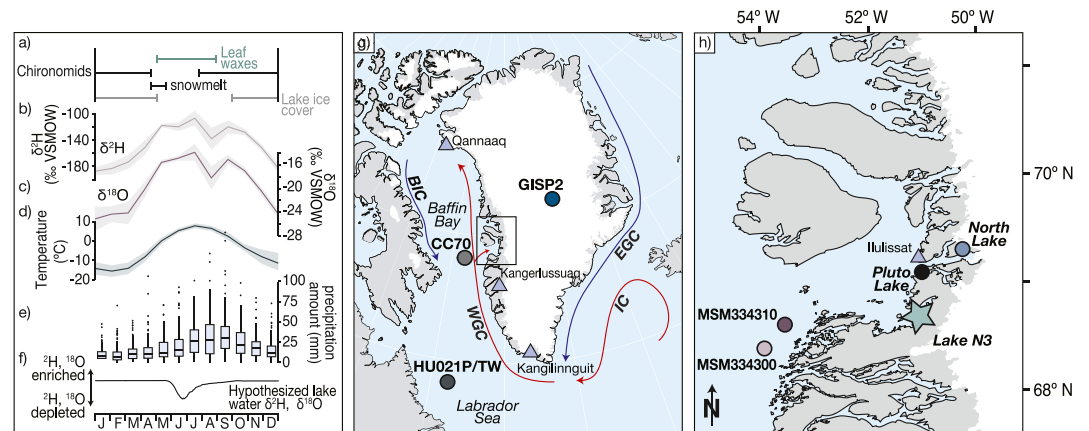 a)
Leaf
waxes
Chironomids
snowmelt
Lake ice
cover
b)
-100
-140
-180
δ²H
(‰ VSMOW)
δ²H
-16
-20
-24
-28
δ¹⁸O
(‰ VSMOW)
c)
δ¹⁸O
d)
10
0
-10
-20
Temperature
(°C)
e)
100
75
50
25
0
precipitation
amount (mm)
f)
²H, ¹⁸O
enriched
²H, ¹⁸O
depleted
Hypothesized lake
water δ²H, δ¹⁸O
J F M A M J J A S O N D
g)
Qannaaq
BIC
Baffin
Bay
GISP2
CC70
Kangerlussuaq
EGC
WGC
IC
HU021P/TW
Kangilinnguit
Labrador
Sea
54° W 52° W 50° W
h)
70° N
North
Lake
Ilulissat
Pluto
Lake
MSM334310
Lake N3
MSM334300
N
68° N